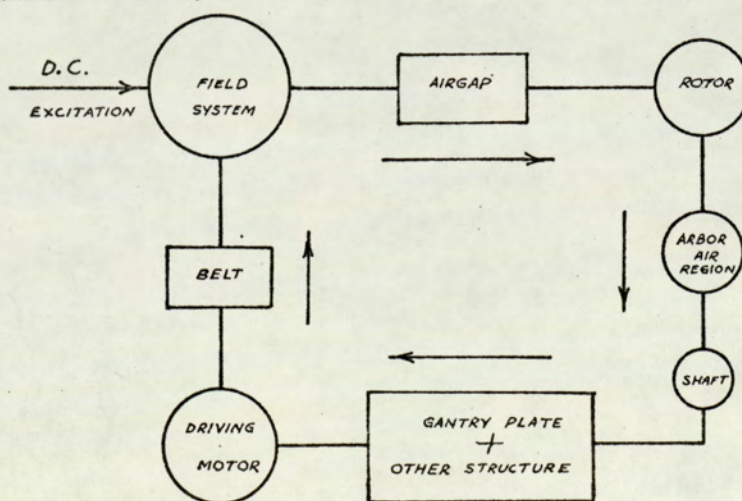 D.C.
EXCITATION
FIELD
SYSTEM
AIRGAP
ROTOR
ARBOR
AIR
REGION
SHAFT
GANTRY PLATE
+
OTHER STRUCTURE
DRIVING
MOTOR
BELT